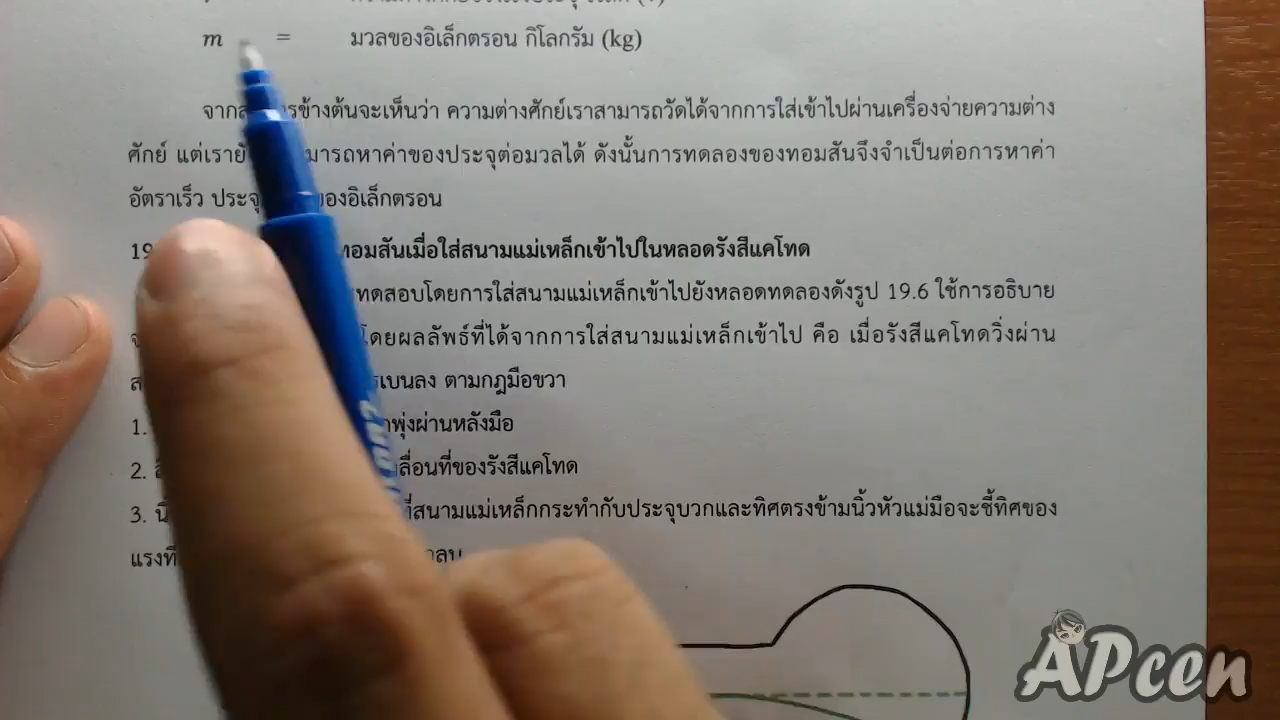 m = มวลของอิเล็กตรอน กิโลกรัม (kg)
ข้างต้นจะเห็นว่า ความต่างศักย์เราสามารถวัดได้จากการใส่เข้าไปผ่านเครื่องจ่ายความต่าง
ศักย์ แต่เรา มารถหาค่าของประจุต่อมวลได้ ดังนั้นการทดลองของทอมสันจึงจำเป็นต่อการหาค่า
อัตราเร็ว ของอิเล็กตรอน
ทอมสันเมื่อใส่สนามแม่เหล็กเข้าไปในหลอดรังสีแคโทด
ทดสอบโดยการใส่สนามแม่เหล็กเข้าไปยังหลอดทดลองดังรูป 19.6 ใช้การอธิบาย
โดยผลลัพธ์ที่ได้จากการใส่สนามแม่เหล็กเข้าไป คือ เมื่อรังสีแคโทดวิ่งผ่าน
เบนลง ตามกฎมือขวา
1. พุ่งผ่านหลังมือ
2. ลื่อนที่ของรังสีแคโทด
3. ที่สนามแม่เหล็กกระทำกับประจุบวกและทิศตรงข้ามนิ้วหัวแม่มือจะชี้ทิศของ
APcen